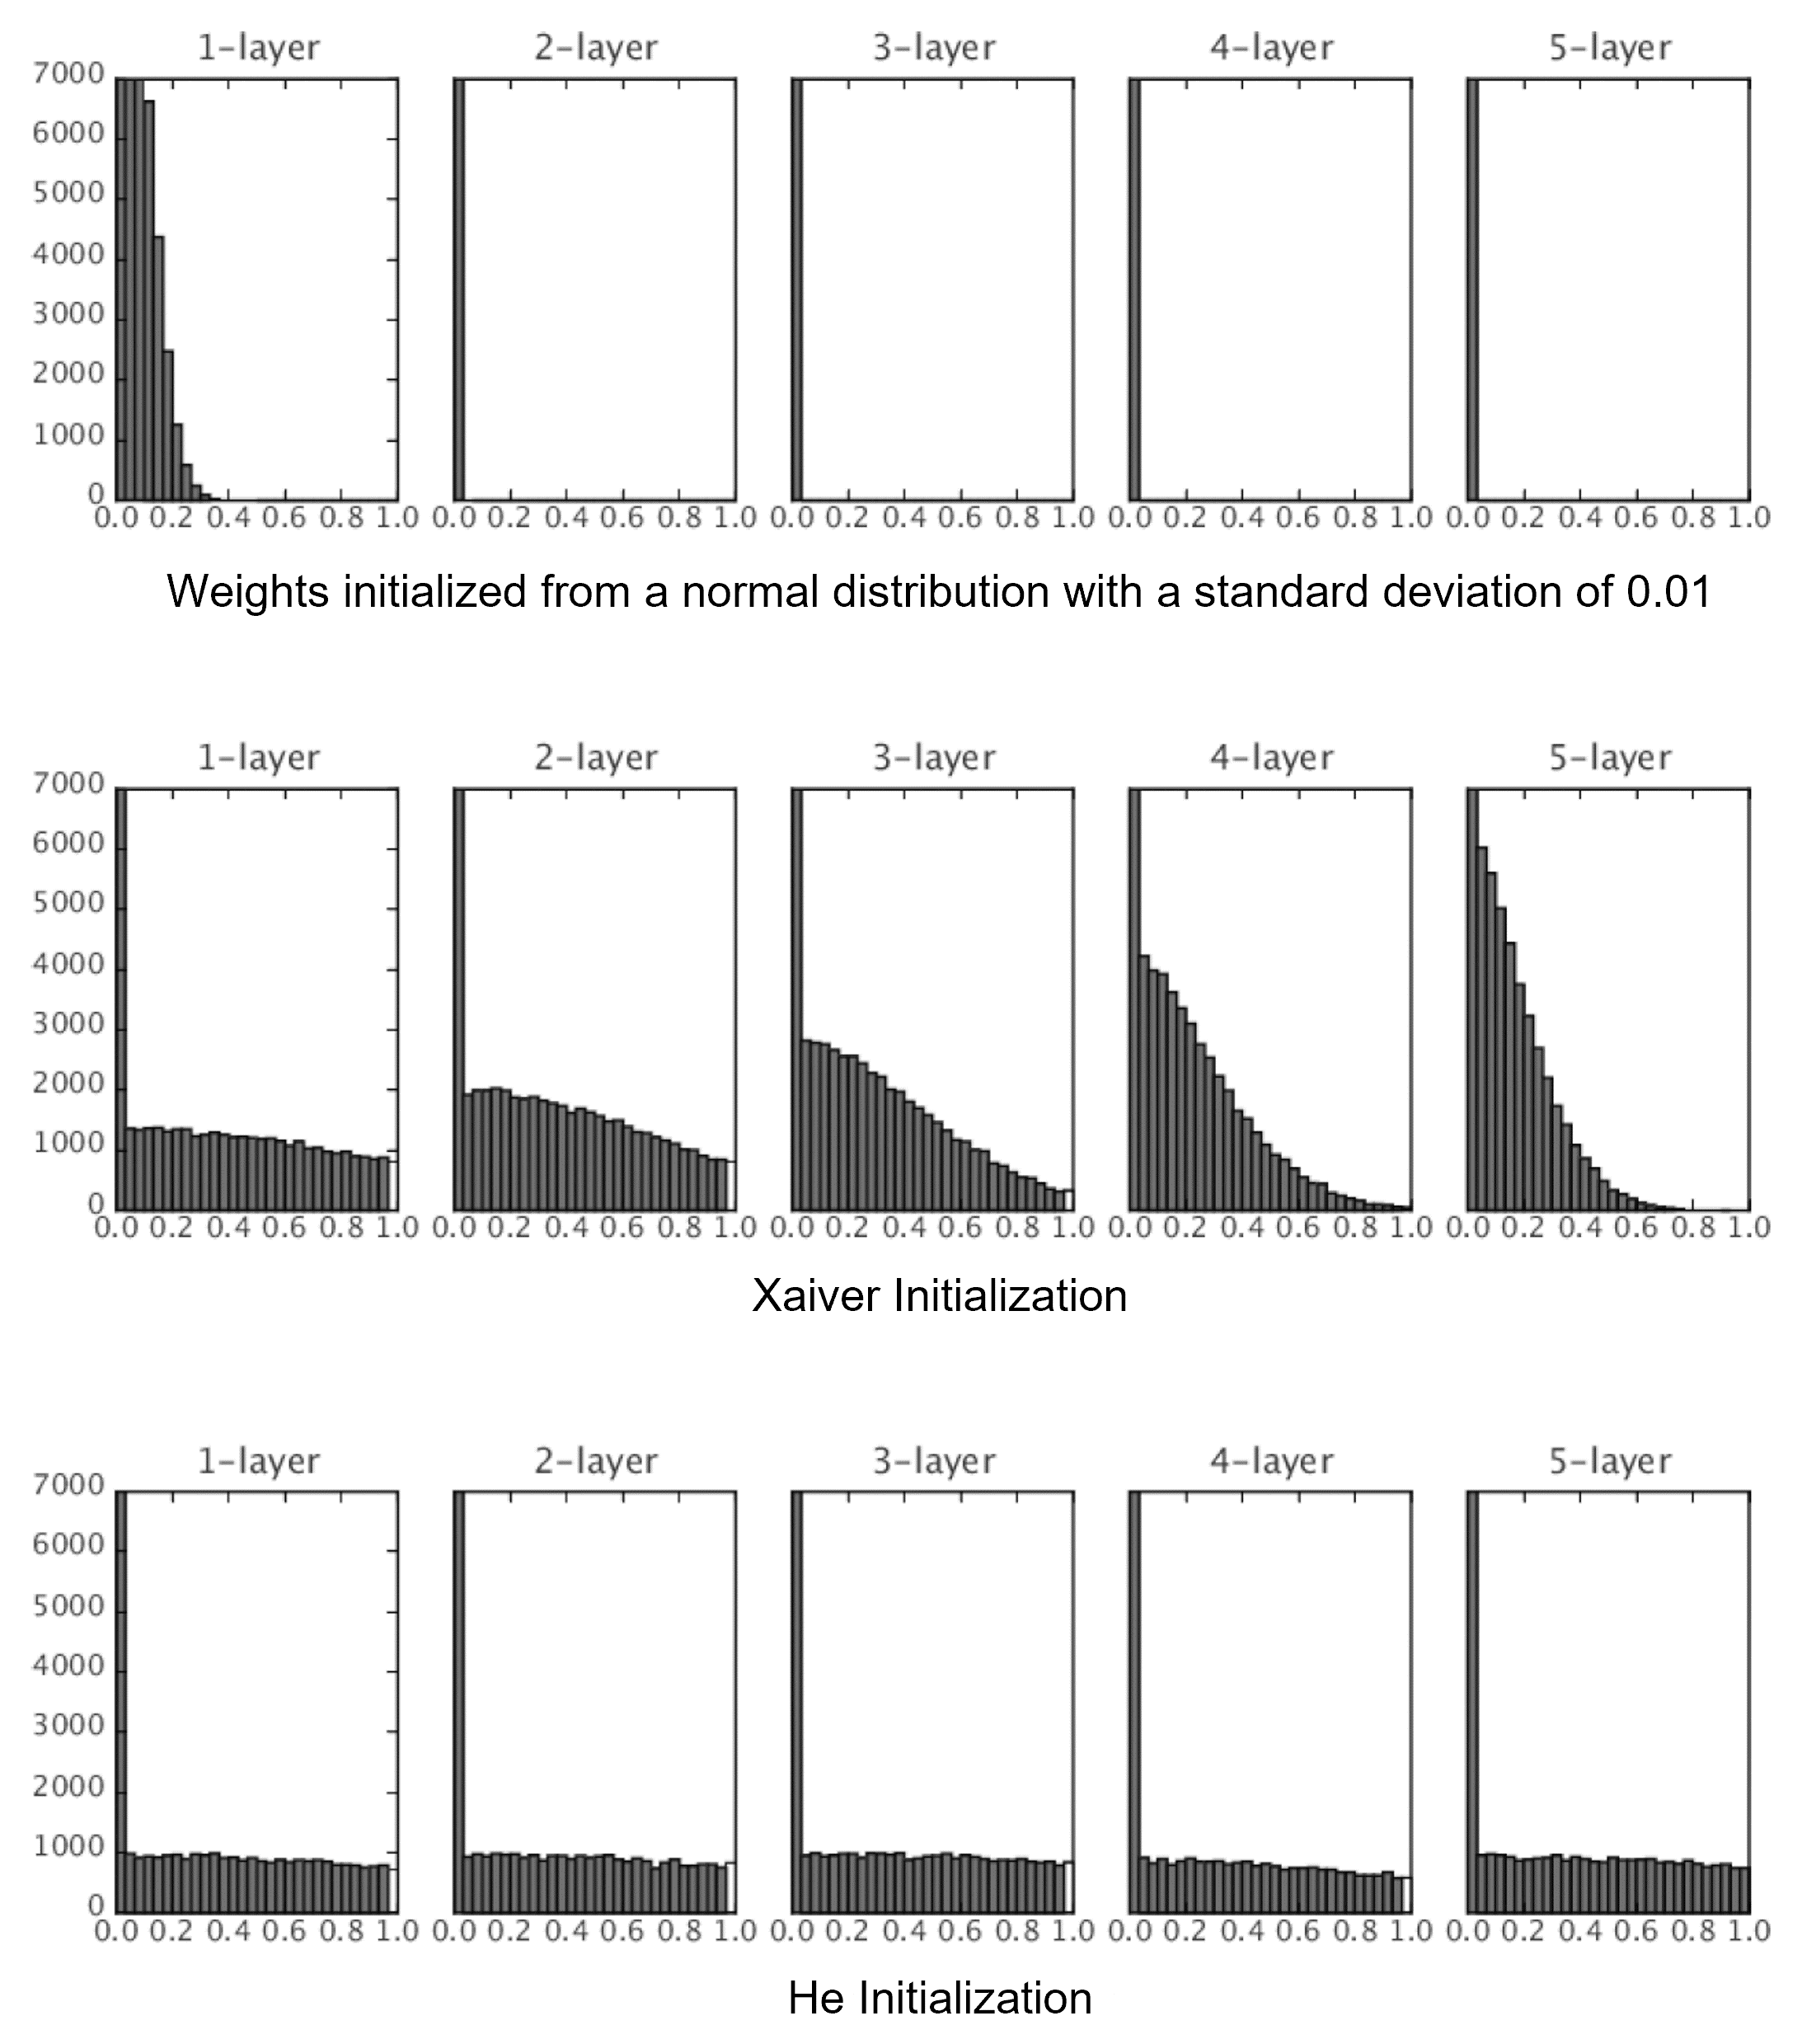 1-layer 2-layer 3-layer 4-layer 5-layer
7000
6000
5000
4000
3000
2000
1000
0
0.0 0.2 0.4 0.6 0.8 1.0 0.0 0.2 0.4 0.6 0.8 1.0 0.0 0.2 0.4 0.6 0.8 1.0 0.0 0.2 0.4 0.6 0.8 1.0 0.0 0.2 0.4 0.6 0.8 1.0
Weights initialized from a normal distribution with a standard deviation of 0.01
1-layer 2-layer 3-layer 4-layer 5-layer
7000
6000
5000
4000
3000
2000
1000
0
0.0 0.2 0.4 0.6 0.8 1.0 0.0 0.2 0.4 0.6 0.8 1.0 0.0 0.2 0.4 0.6 0.8 1.0 0.0 0.2 0.4 0.6 0.8 1.0 0.0 0.2 0.4 0.6 0.8 1.0
Xaiver Initialization
1-layer 2-layer 3-layer 4-layer 5-layer
7000
6000
5000
4000
3000
2000
1000
0
0.0 0.2 0.4 0.6 0.8 1.0 0.0 0.2 0.4 0.6 0.8 1.0 0.0 0.2 0.4 0.6 0.8 1.0 0.0 0.2 0.4 0.6 0.8 1.0 0.0 0.2 0.4 0.6 0.8 1.0
He Initialization